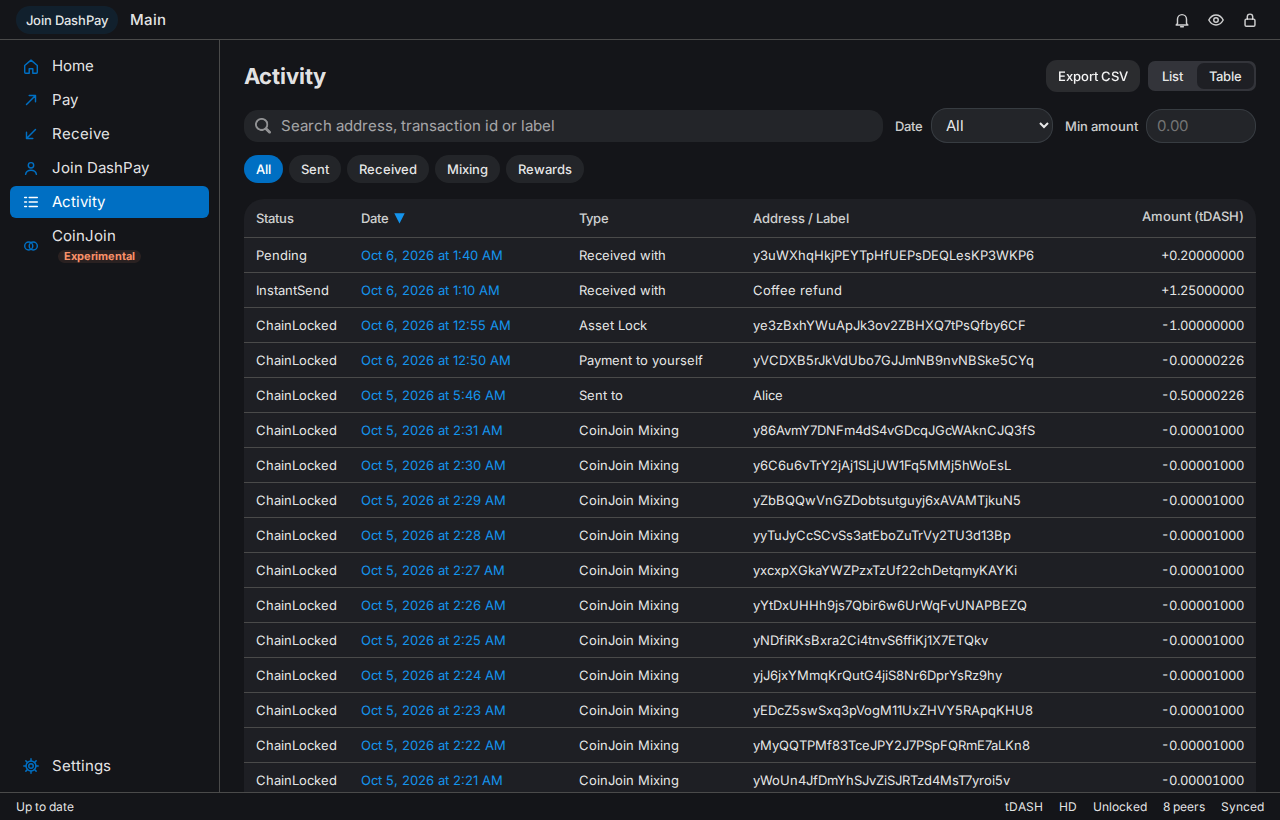 Join DashPay Main
Home
Pay
Receive
Join DashPay
Activity
CoinJoin
Experimental
Settings
Activity
Export CSV List Table
Search address, transaction id or label Date All Min amount 0.00
All Sent Received Mixing Rewards
Status Date ▼ Type Address / Label Amount (tDASH)
Pending Oct 6, 2026 at 1:40 AM Received with y3uWXhqHkjPEYTpHfUEPsDEQLesKP3WKP6 +0.20000000
InstantSend Oct 6, 2026 at 1:10 AM Received with Coffee refund +1.25000000
ChainLocked Oct 6, 2026 at 12:55 AM Asset Lock ye3zBxhYWuApJk3ov2ZBHXQ7tPsQfby6CF -1.00000000
ChainLocked Oct 6, 2026 at 12:50 AM Payment to yourself yVCDXB5rJkVdUbo7GJJmNB9nvNBSke5CYq -0.00000226
ChainLocked Oct 5, 2026 at 5:46 AM Sent to Alice -0.50000226
ChainLocked Oct 5, 2026 at 2:31 AM CoinJoin Mixing y86AvmY7DNFm4dS4vGDcqJGcWAknCJQ3fS -0.00001000
ChainLocked Oct 5, 2026 at 2:30 AM CoinJoin Mixing y6C6u6vTrY2jAj1SLjUW1Fq5MMj5hWoEsL -0.00001000
ChainLocked Oct 5, 2026 at 2:29 AM CoinJoin Mixing yZbBQQwVnGZDobtsutguyj6xAVAMTjkuN5 -0.00001000
ChainLocked Oct 5, 2026 at 2:28 AM CoinJoin Mixing yyTuJyCcSCvSs3atEboZuTrVy2TU3d13Bp -0.00001000
ChainLocked Oct 5, 2026 at 2:27 AM CoinJoin Mixing yxcxpXGkaYWZPzxTzUf22chDetqmyKAYKi -0.00001000
ChainLocked Oct 5, 2026 at 2:26 AM CoinJoin Mixing yYtDxUHHh9js7Qbir6w6UrWqFvUNAPBEZQ -0.00001000
ChainLocked Oct 5, 2026 at 2:25 AM CoinJoin Mixing yNDfiRKsBxra2Ci4tnvS6ffiKj1X7ETQkv -0.00001000
ChainLocked Oct 5, 2026 at 2:24 AM CoinJoin Mixing yjJ6jxYMmqKrQutG4jiS8Nr6DprYsRz9hy -0.00001000
ChainLocked Oct 5, 2026 at 2:23 AM CoinJoin Mixing yEDcZ5swSxq3pVogM11UxZHVY5RApqKHU8 -0.00001000
ChainLocked Oct 5, 2026 at 2:22 AM CoinJoin Mixing yMyQQTPMf83TceJPY2J7PSpFQRmE7aLKn8 -0.00001000
ChainLocked Oct 5, 2026 at 2:21 AM CoinJoin Mixing yWoUn4JfDmYhSJvZiSJRTzd4MsT7yroi5v -0.00001000
Up to date tDASH HD Unlocked 8 peers Synced